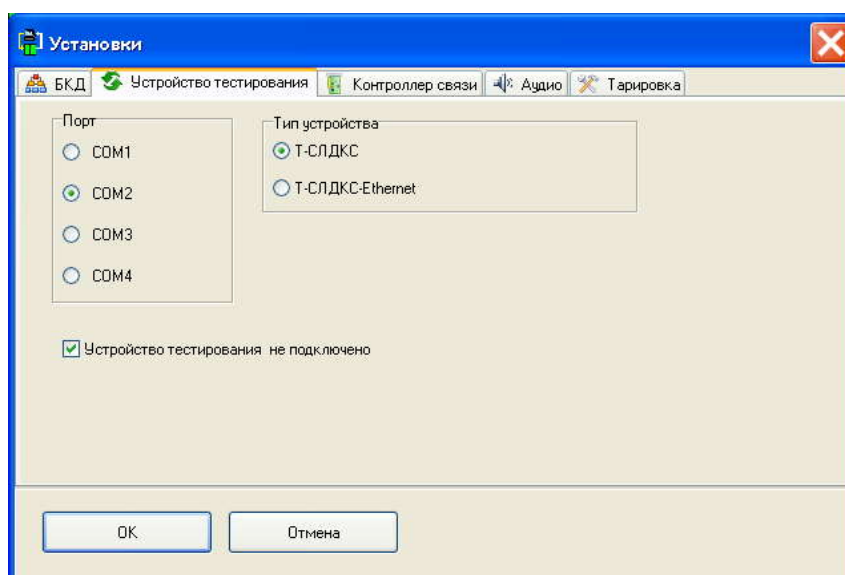 Установки
БКД Устройство тестирования Контроллер связи Аудио Тарировка
Порт
COM1
COM2
COM3
COM4
Тип устройства
Т-СЛДКС
Т-СЛДКС-Ethernet
Устройство тестирования не подключено
OK Отмена